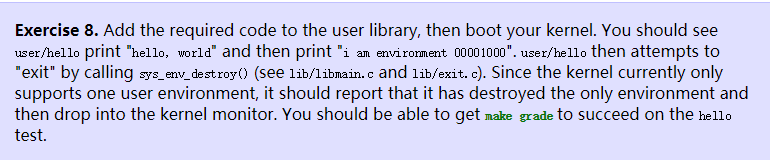 Exercise 8. Add the required code to the user library, then boot your kernel. You should see
user/hello print "hello, world" and then print "i am environment 00001000". user/hello then attempts to
"exit" by calling sys_env_destroy() (see lib/libmain.c and lib/exit.c). Since the kernel currently only
supports one user environment, it should report that it has destroyed the only environment and
then drop into the kernel monitor. You should be able to get make grade to succeed on the hello
test.